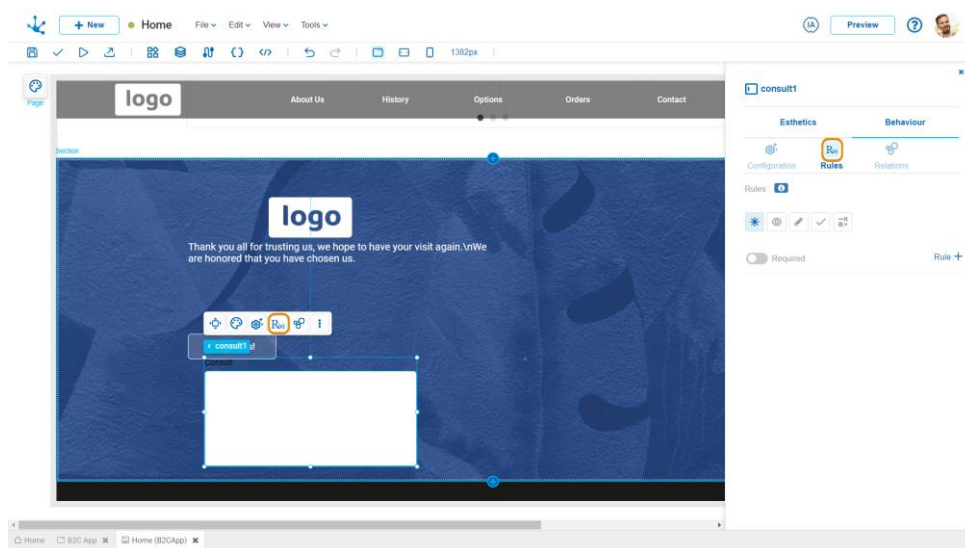 + New
Home
File
Edit
View
Tools
IA
Preview
?
1382px
Page
logo
About Us
History
Options
Orders
Contact
Section
logo
Thank you all for trusting us, we hope to have your visit again.\nWe
are honored that you have chosen us.
R(x)
‹ consult1
s!
Consult
consult1
Esthetics
Behaviour
R(x)
Configuration
Rules
Relations
Rules
Required
Rule +
Home
B2C App
Home (B2CApp)